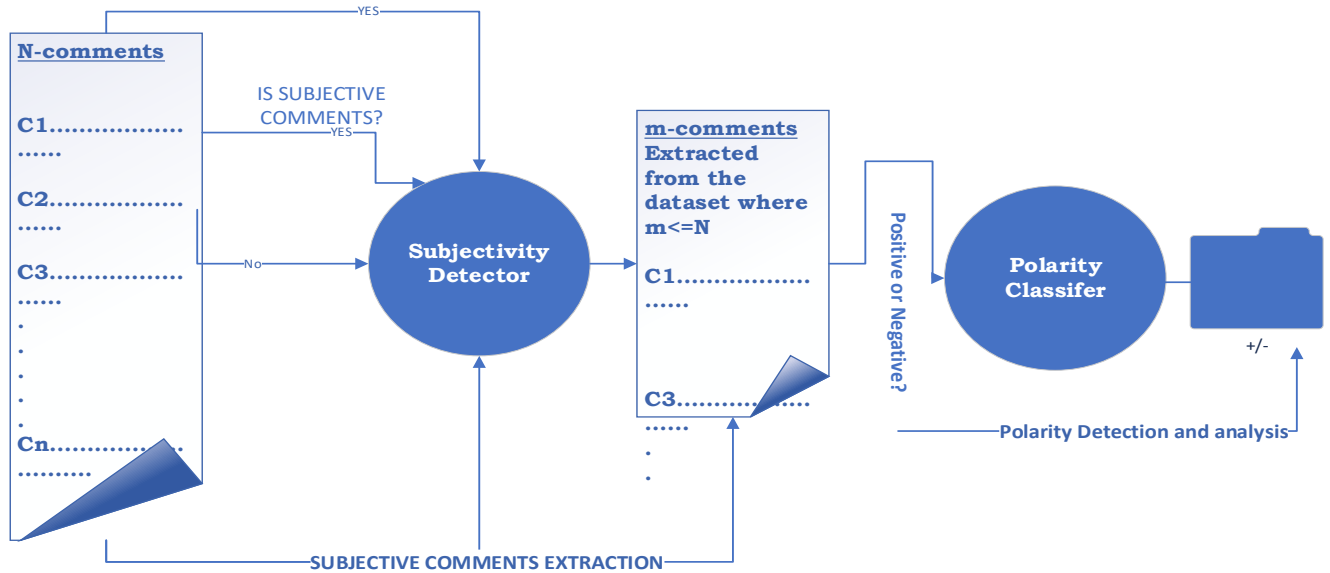 YES
N-comments
C1..................
......
C2..................
......
C3..................
......
.
.
.
.
.
Cn..................
..........
IS SUBJECTIVE
COMMENTS?
YES
No
Subjectivity
Detector
m-comments
Extracted
from the
dataset where
m<=N
C1..................
......
C3..................
......
.
.
Positive or Negative?
Polarity
Classifer
+/-
Polarity Detection and analysis
SUBJECTIVE COMMENTS EXTRACTION